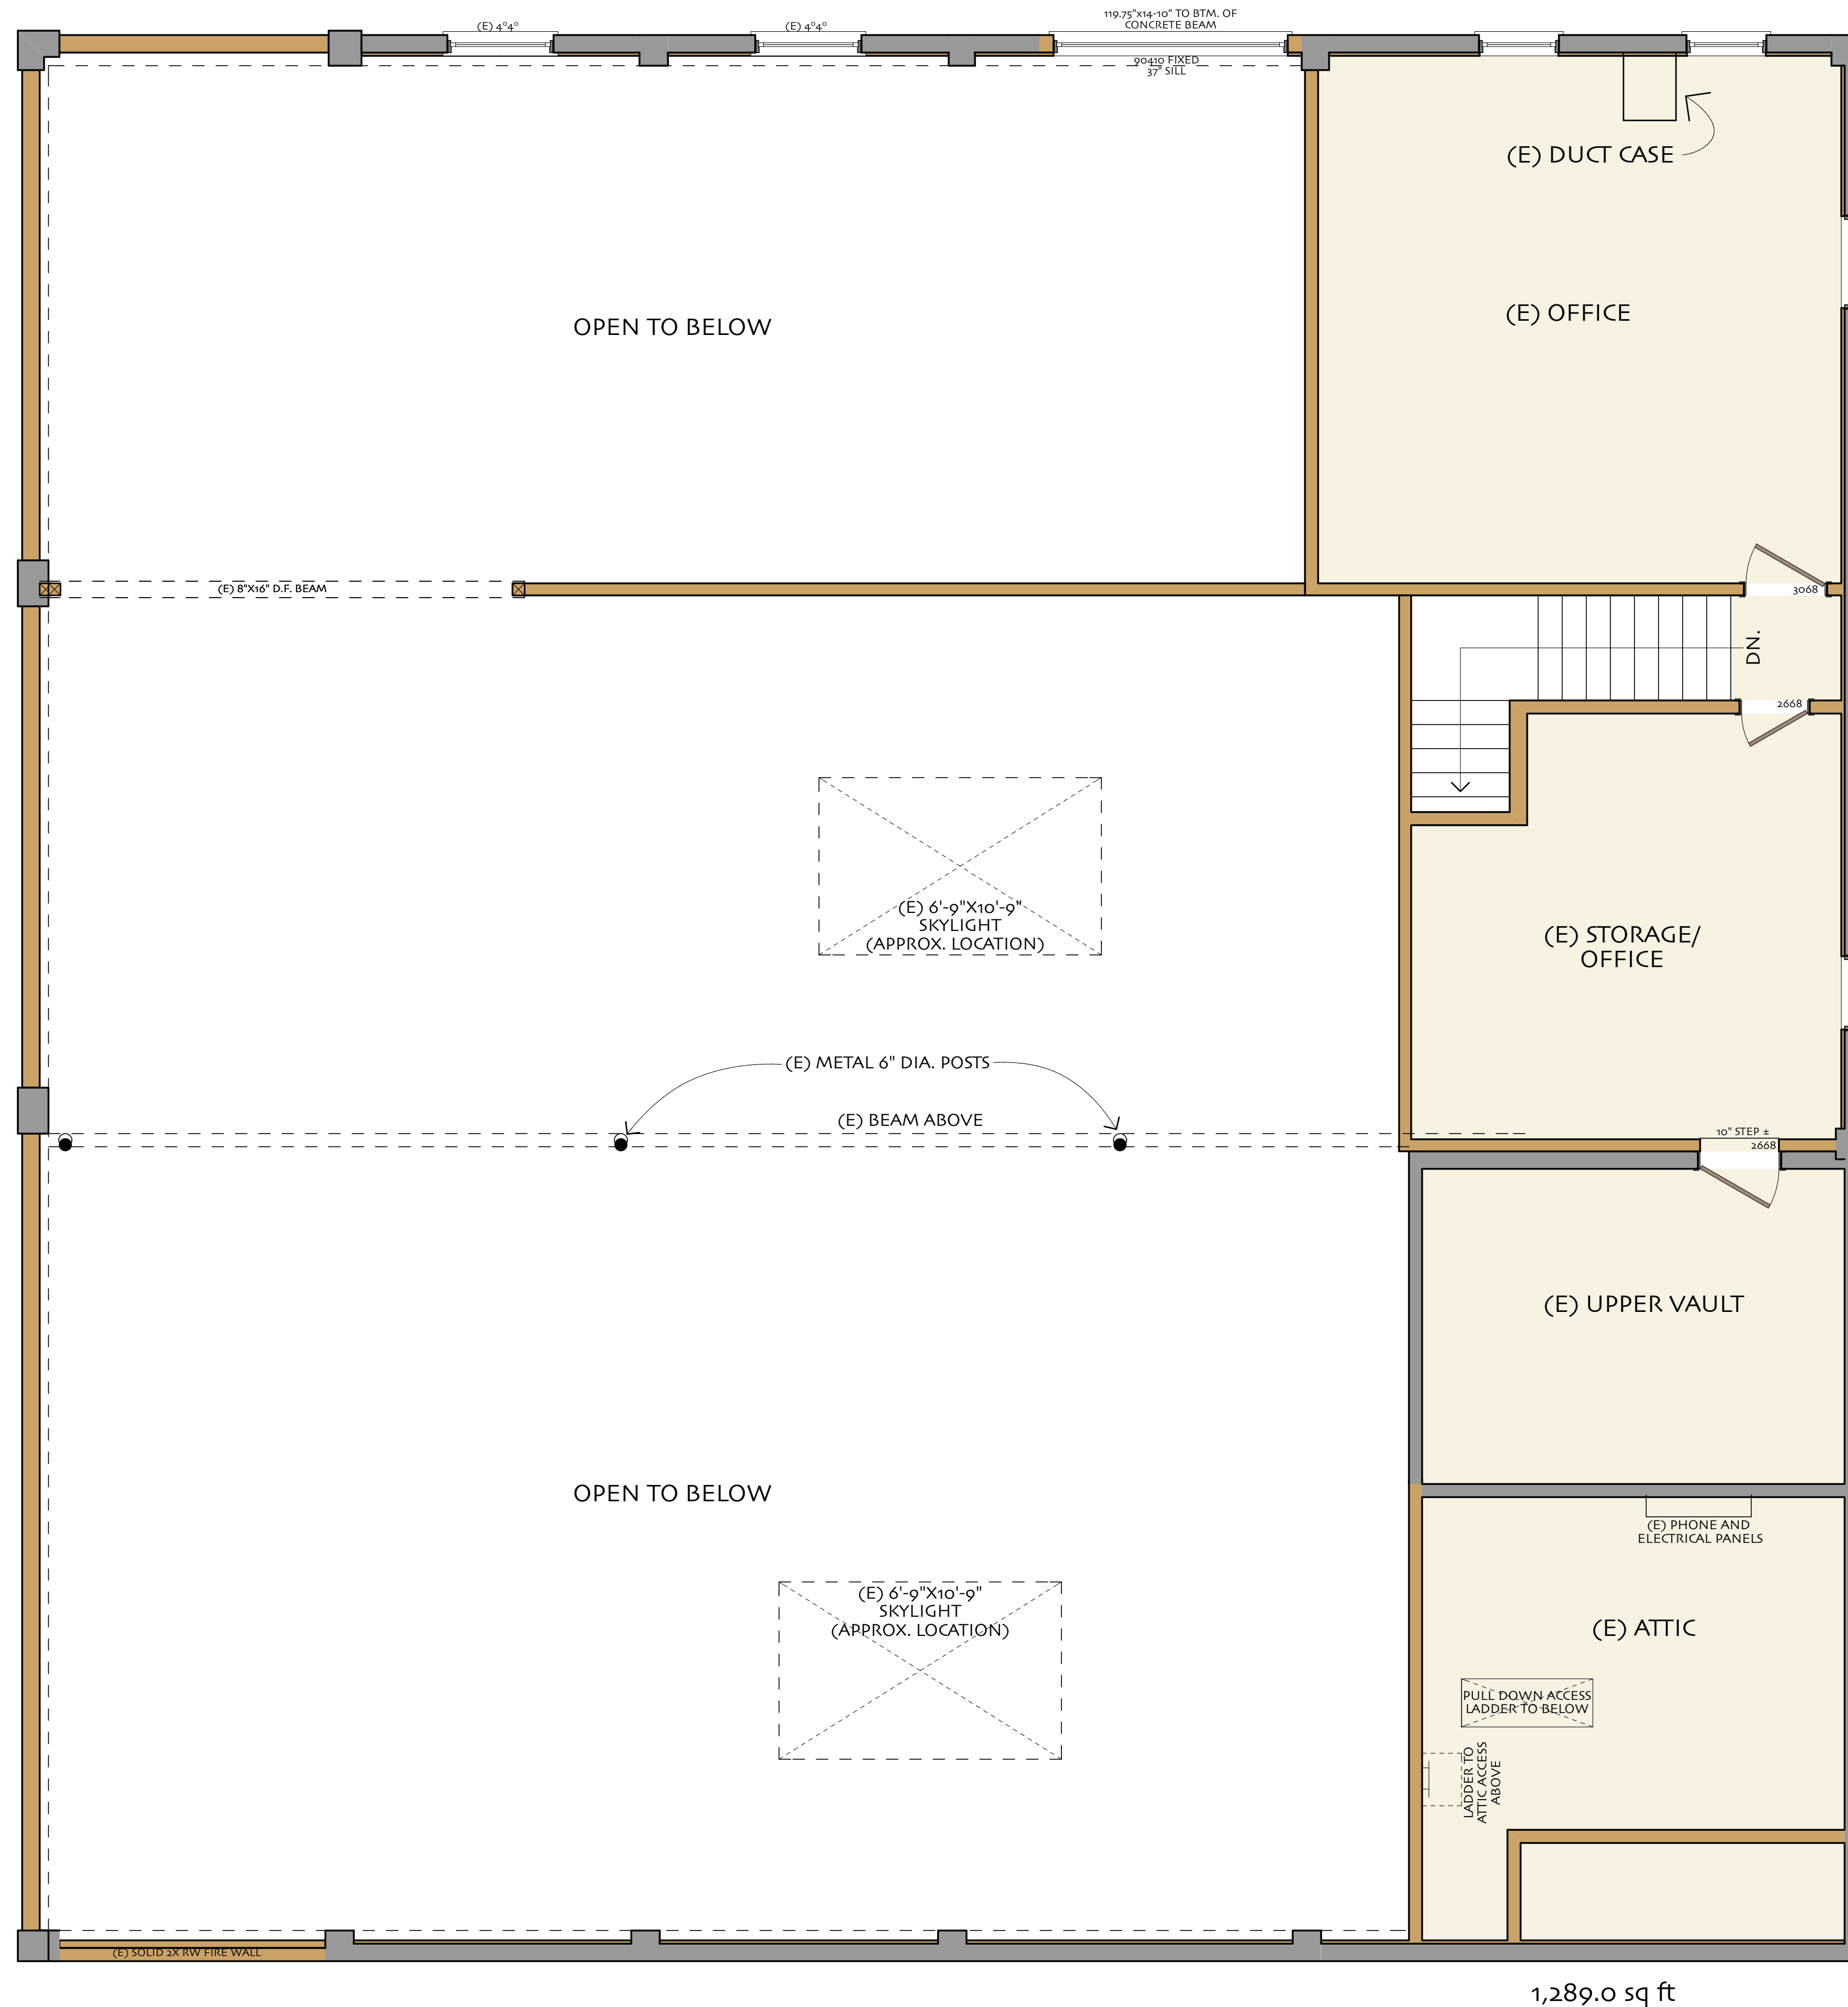 119.75"x14-10" TO BTM. OF
CONCRETE BEAM
(E) 4⁰4⁰
(E) 4⁰4⁰
90410 FIXED
37" SILL
(E) DUCT CASE
(E) OFFICE
OPEN TO BELOW
(E) 8"X16" D.F. BEAM
3068
DN.
2668
(E) 6'-9"X10'-9"
SKYLIGHT
(APPROX. LOCATION)
(E) STORAGE/
OFFICE
(E) METAL 6" DIA. POSTS
(E) BEAM ABOVE
10" STEP ±
2668
(E) UPPER VAULT
OPEN TO BELOW
(E) PHONE AND
ELECTRICAL PANELS
(E) 6'-9"X10'-9"
SKYLIGHT
(APPROX. LOCATION)
(E) ATTIC
PULL DOWN ACCESS
LADDER TO BELOW
LADDER TO
ATTIC ACCESS
ABOVE
(E) SOLID 2X RW FIRE WALL
1,289.0 sq ft